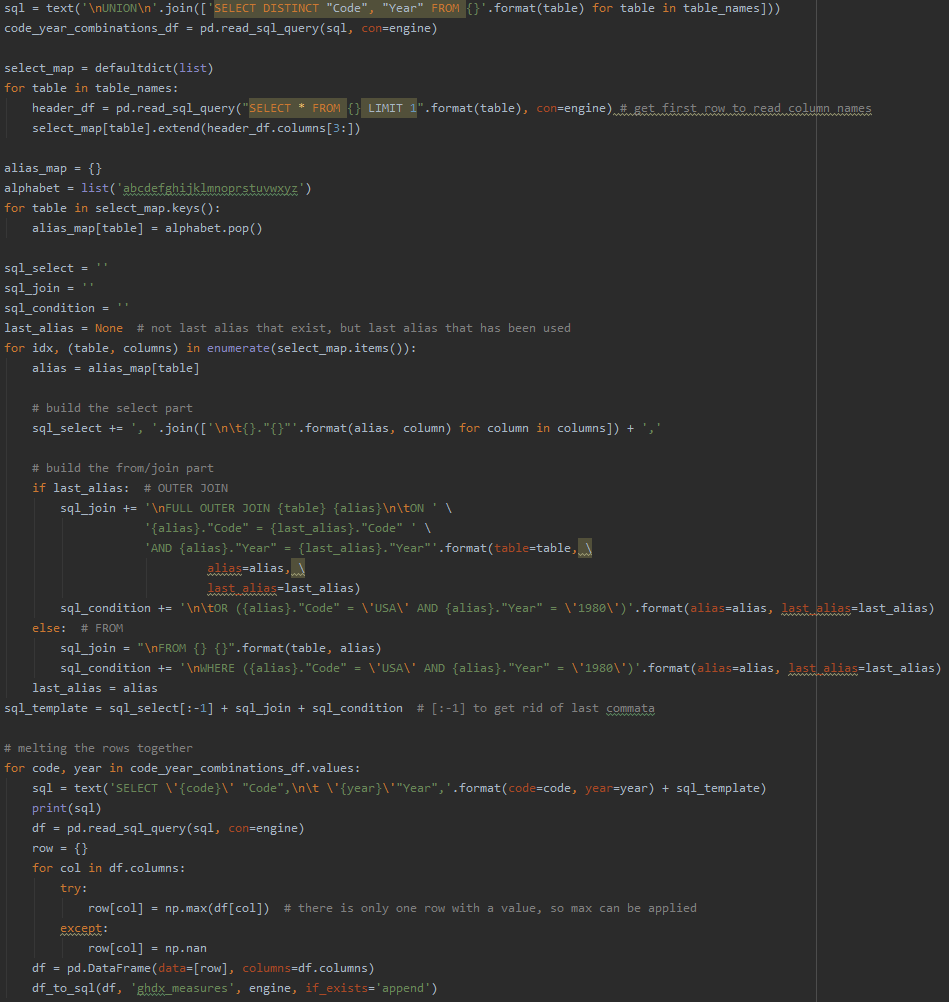 sql = text('\nUNION\n'.join(['SELECT DISTINCT "Code", "Year" FROM {}'.format(table) for table in table_names]))
code_year_combinations_df = pd.read_sql_query(sql, con=engine)

select_map = defaultdict(list)
for table in table_names:
    header_df = pd.read_sql_query("SELECT * FROM {} LIMIT 1".format(table), con=engine) # get first row to read column names
    select_map[table].extend(header_df.columns[3:])

alias_map = {}
alphabet = list('abcdefghijklmnoprstuvwxyz')
for table in select_map.keys():
    alias_map[table] = alphabet.pop()

sql_select = ''
sql_join = ''
sql_condition = ''
last_alias = None  # not last alias that exist, but last alias that has been used
for idx, (table, columns) in enumerate(select_map.items()):
    alias = alias_map[table]

    # build the select part
    sql_select += ', '.join(['\n\t{}."{}"'.format(alias, column) for column in columns]) + ','

    # build the from/join part
    if last_alias:  # OUTER JOIN
        sql_join += '\nFULL OUTER JOIN {table} {alias}\n\tON ' \
                    '{alias}."Code" = {last_alias}."Code" ' \
                    'AND {alias}."Year" = {last_alias}."Year"'.format(table=table, \
                             alias=alias, \
                             last_alias=last_alias)
        sql_condition += '\n\tOR ({alias}."Code" = \'USA\' AND {alias}."Year" = \'1980\')'.format(alias=alias, last_alias=last_alias)
    else:  # FROM
        sql_join = "\nFROM {} {}".format(table, alias)
        sql_condition += '\nWHERE ({alias}."Code" = \'USA\' AND {alias}."Year" = \'1980\')'.format(alias=alias, last_alias=last_alias)
    last_alias = alias
sql_template = sql_select[:-1] + sql_join + sql_condition  # [:-1] to get rid of last commata

# melting the rows together
for code, year in code_year_combinations_df.values:
    sql = text('SELECT \'{code}\' "Code",\n\t \'{year}\'"Year",'.format(code=code, year=year) + sql_template)
    print(sql)
    df = pd.read_sql_query(sql, con=engine)
    row = {}
    for col in df.columns:
        try:
            row[col] = np.max(df[col])  # there is only one row with a value, so max can be applied
        except:
            row[col] = np.nan
    df = pd.DataFrame(data=[row], columns=df.columns)
    df_to_sql(df, 'ghdx_measures', engine, if_exists='append')